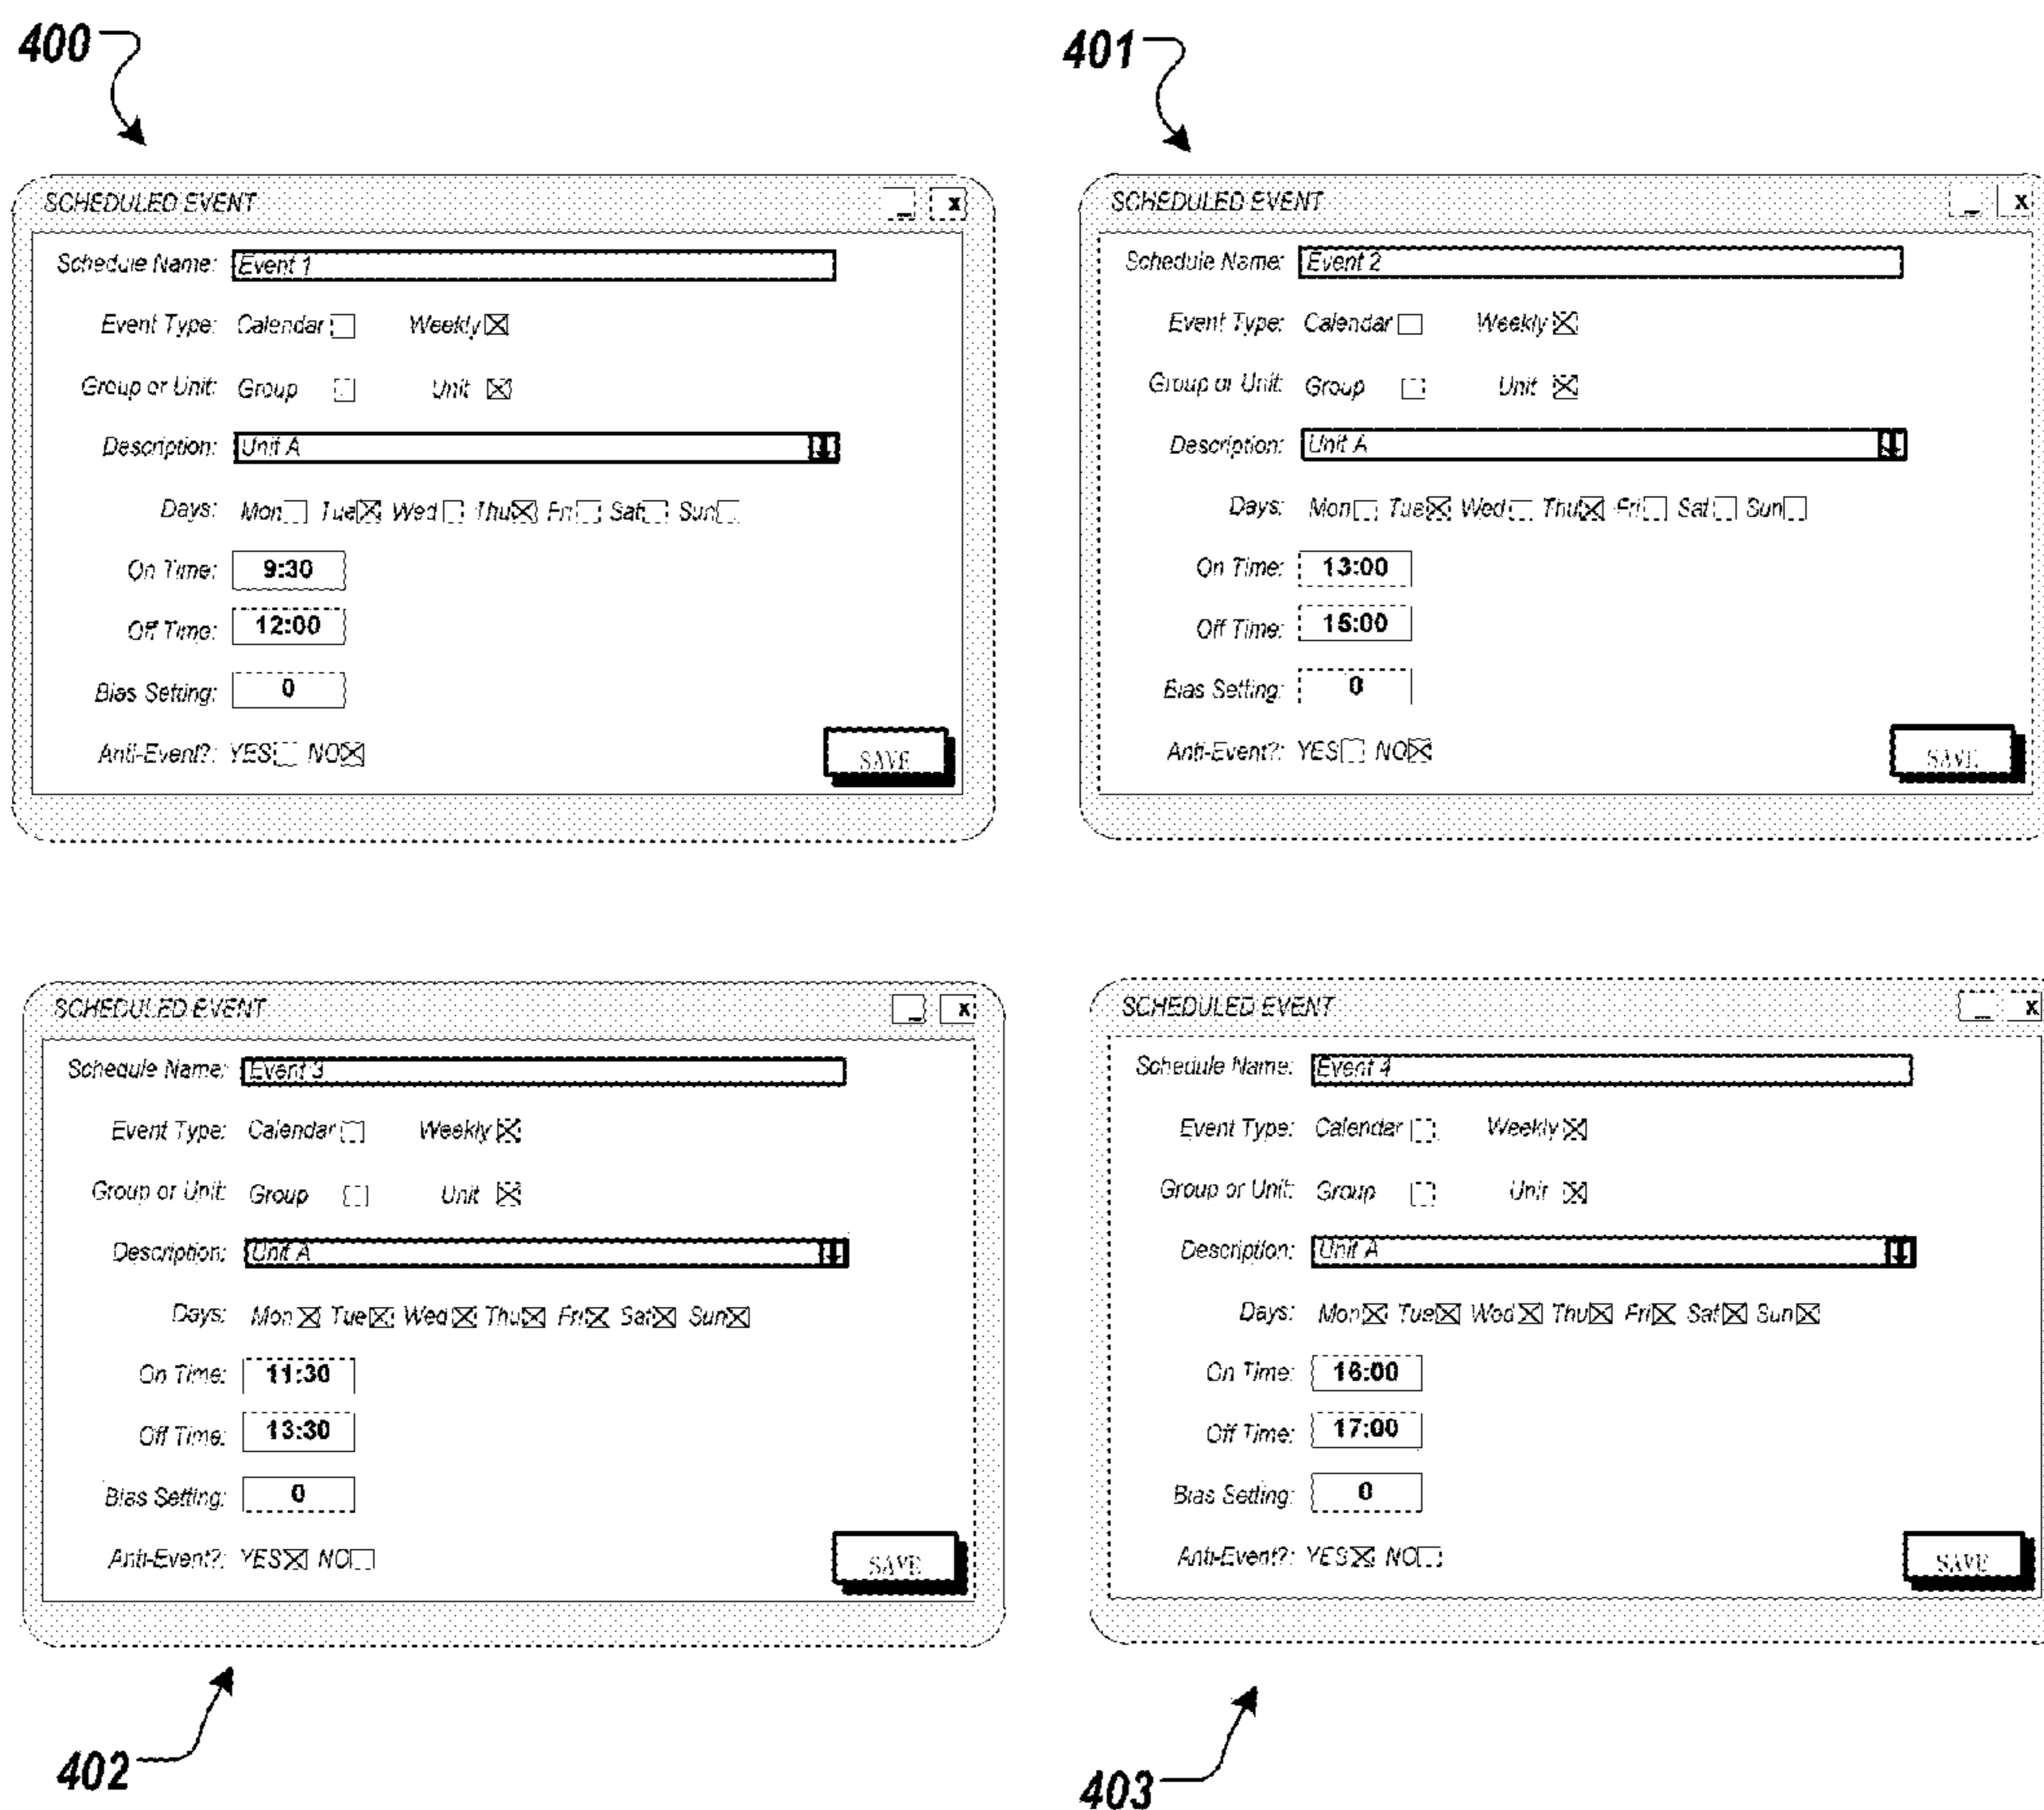 400
401
SCHEDULED EVENT _ X
Schedule Name: Event 1
Event Type: Calendar Weekly
Group or Unit: Group Unit
Description: Unit A
Days: Mon Tue Wed Thu Fri Sat Sun
On Time: 9:30
Off Time: 12:00
Bias Setting: 0
Anti-Event?: YES NO
SAVE
SCHEDULED EVENT _ X
Schedule Name: Event 2
Event Type: Calendar Weekly
Group or Unit: Group Unit
Description: Unit A
Days: Mon Tue Wed Thu Fri Sat Sun
On Time: 13:00
Off Time:
Bias Setting: 0
Anti-Event?: YES NO
SAVE
SCHEDULED EVENT _ X
Schedule Name: Event 3
Event Type: Calendar Weekly
Group or Unit: Group Unit
Description: Unit A
Days: Mon Tue Wed Thu Fri Sat Sun
On Time: 11:30
Off Time: 13:30
Bias Setting: 0
Anti-Event?: YES NO
SAVE
SCHEDULED EVENT _ X
Schedule Name: Event 4
Event Type: Calendar Weekly
Group or Unit: Group Unit
Description: Unit A
Days: Mon Tue Wed Thu Fri Sat Sun
On Time: 16:00
Off Time: 17:00
Bias Setting: 0
Anti-Event?: YES NO
SAVE
402
403